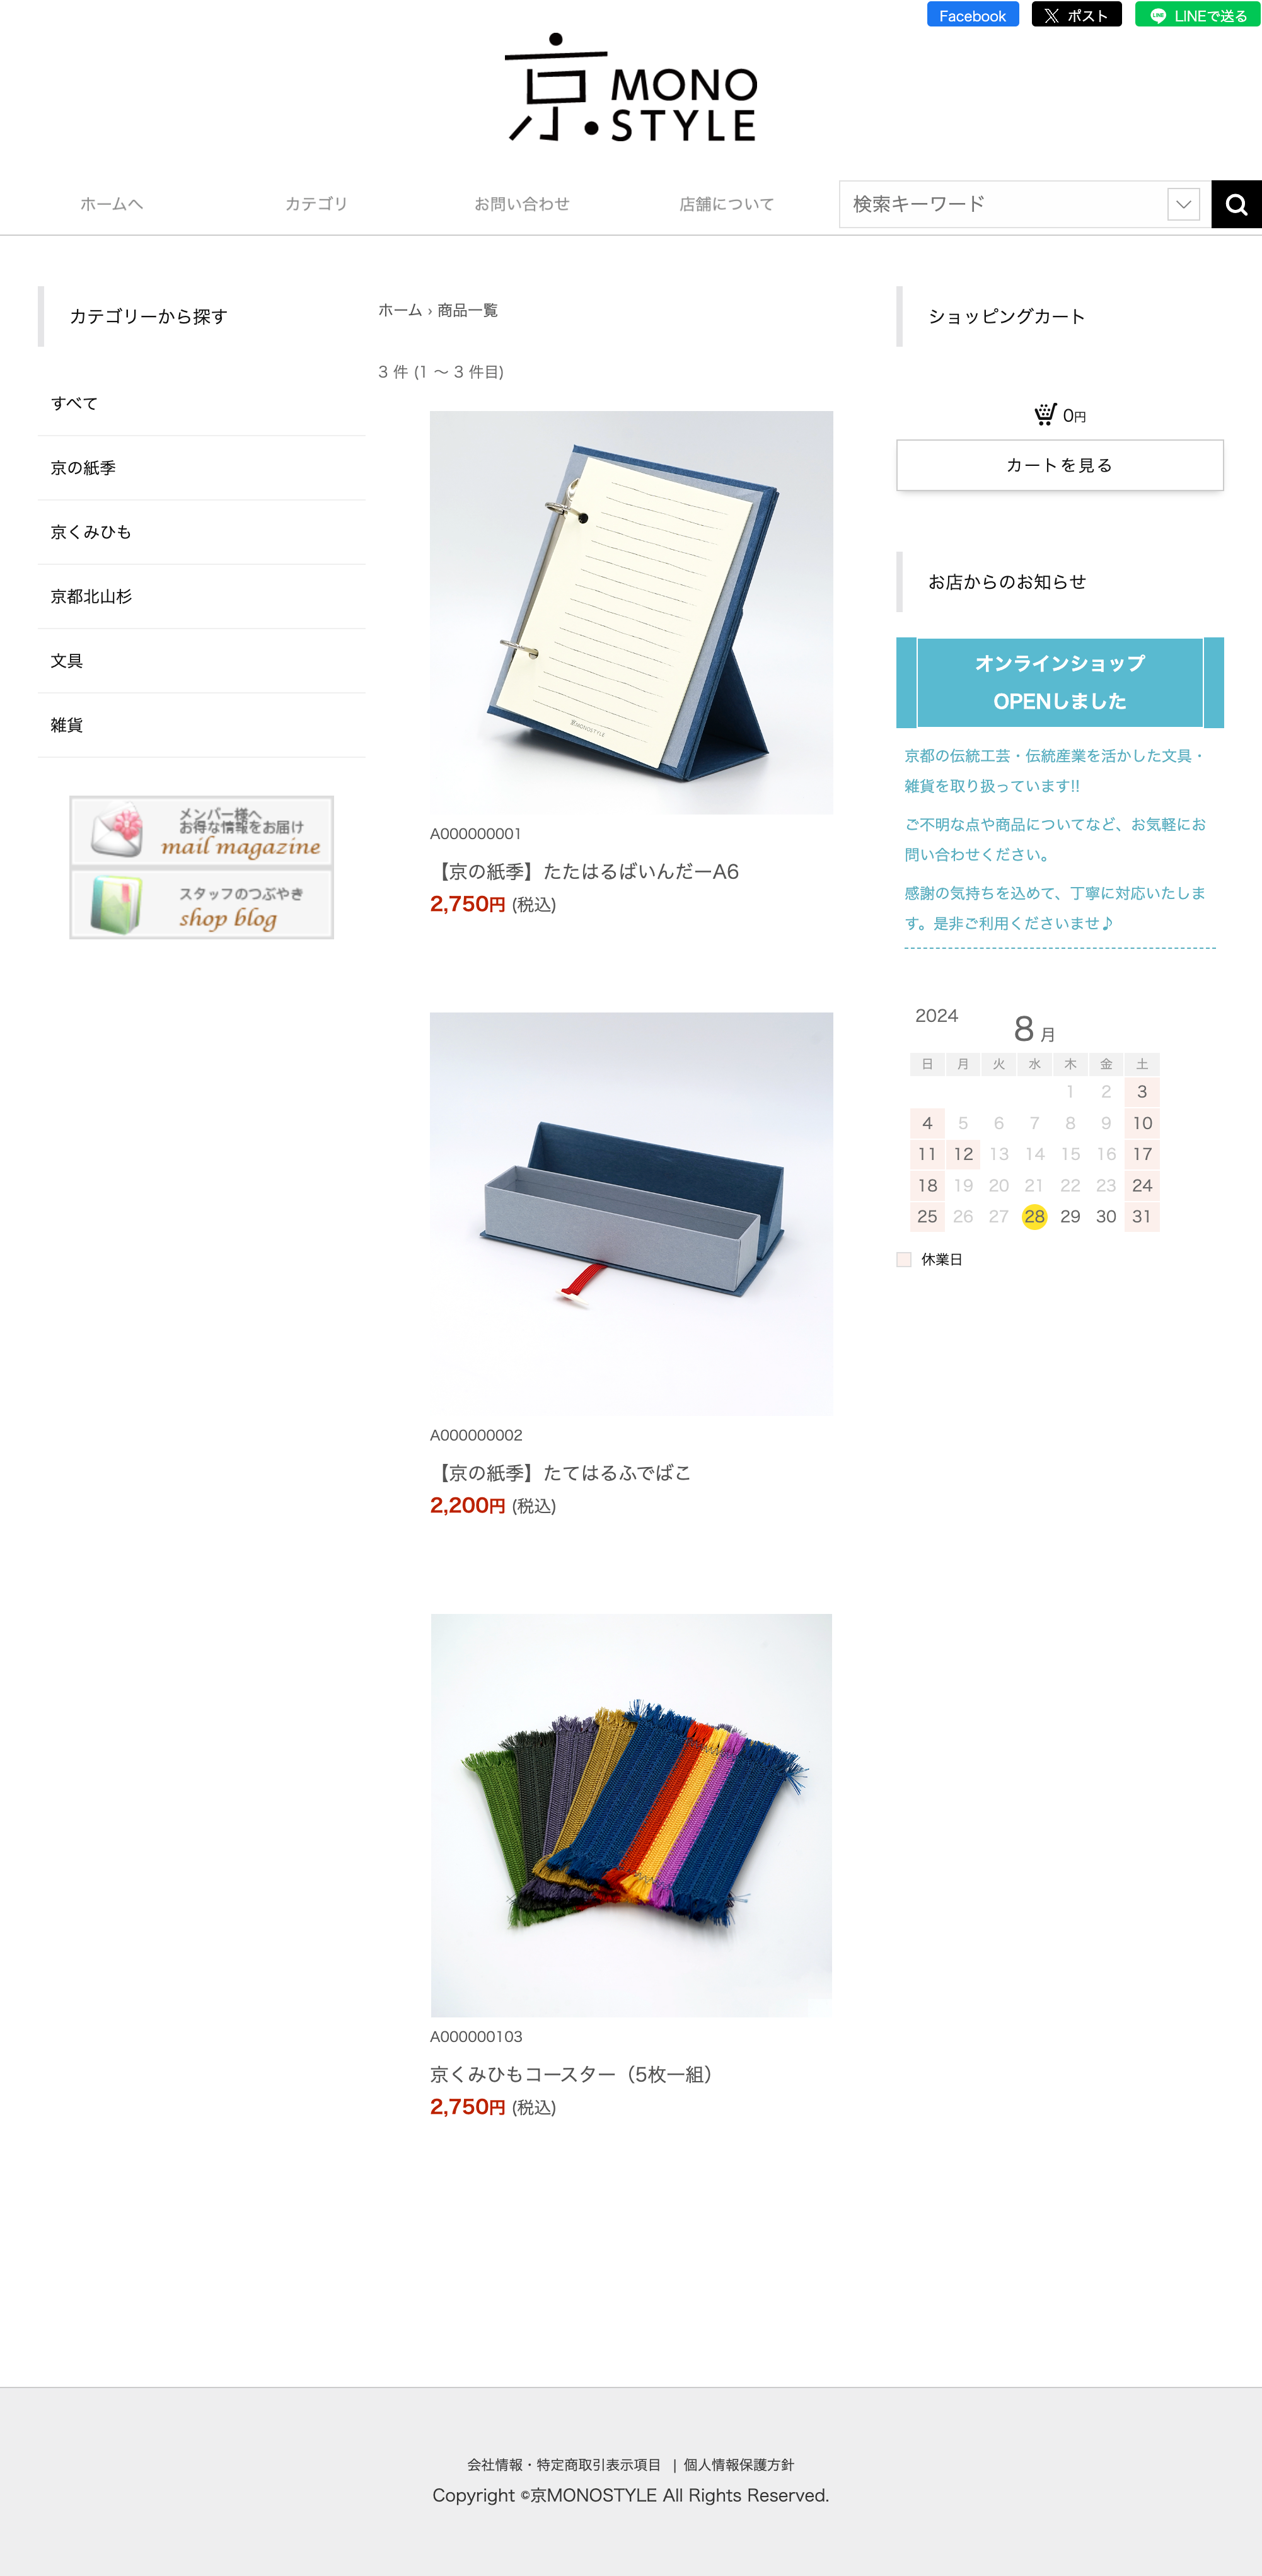 Facebook
ポスト
LINEで送る
京.MONO
STYLE
ホームへ
カテゴリ
お問い合わせ
店舗について
検索キーワード
カテゴリーから探す
すべて
京の紙季
京くみひも
京都北山杉
文具
雑貨
メンバー様へ
お得な情報をお届け
mail magazine
スタッフのつぶやき
shop blog
ホーム › 商品一覧
3 件 (1 〜 3 件目)
京MONOSTYLE
A000000001
【京の紙季】たたはるばいんだーA6
2,750円 (税込)
A000000002
【京の紙季】たてはるふでばこ
2,200円 (税込)
A000000103
京くみひもコースター（5枚一組）
2,750円 (税込)
ショッピングカート
0円
カートを見る
お店からのお知らせ
オンラインショップ
OPENしました
京都の伝統工芸・伝統産業を活かした文具・
雑貨を取り扱っています!!
ご不明な点や商品についてなど、お気軽にお
問い合わせください。
感謝の気持ちを込めて、丁寧に対応いたしま
す。是非ご利用くださいませ♪
2024
8 月
日 月 火 水 木 金 土
1 2 3
4 5 6 7 8 9 10
11 12 13 14 15 16 17
18 19 20 21 22 23 24
25 26 27 28 29 30 31
休業日
会社情報・特定商取引表示項目 | 個人情報保護方針
Copyright ©京MONOSTYLE All Rights Reserved.